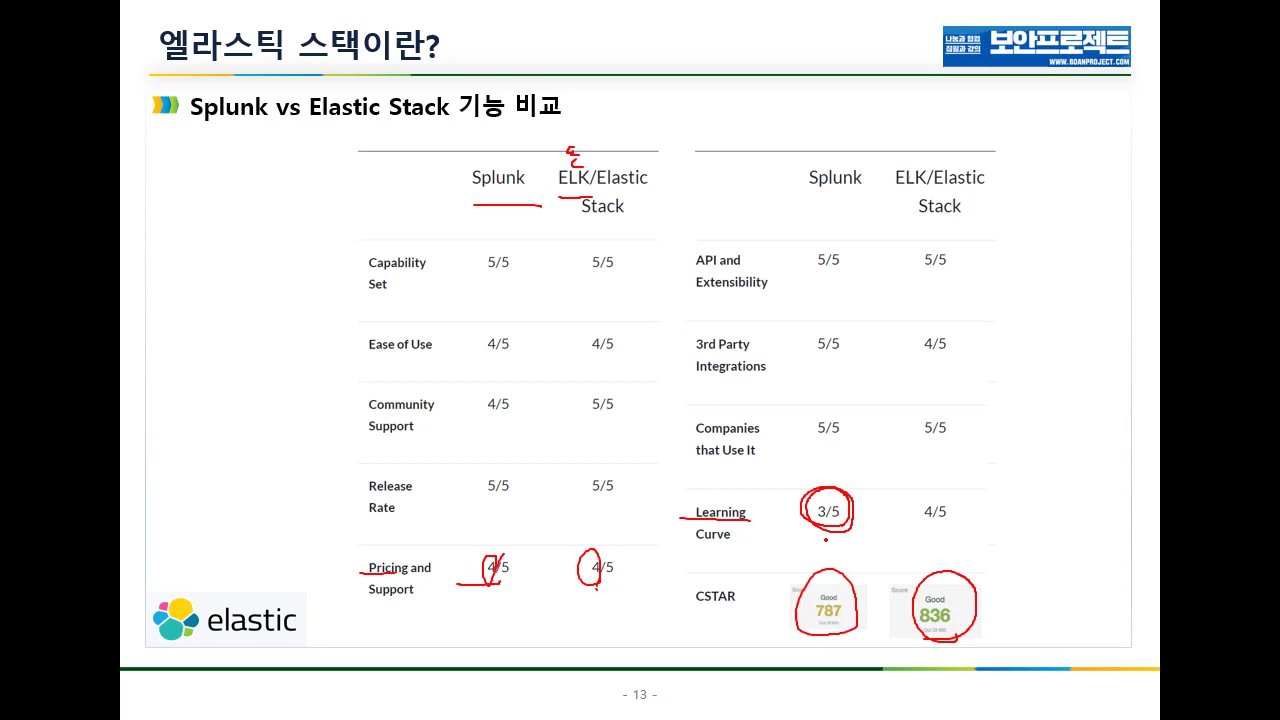 엘라스틱 스택이란?
나눔과 협업
집필과 강의
보안프로젝트
WWW.BOANPROJECT.COM
Splunk vs Elastic Stack 기능 비교
Splunk
ELK/Elastic
Stack
Capability
Set
5/5
5/5
Ease of Use
4/5
4/5
Community
Support
4/5
5/5
Release
Rate
5/5
5/5
Pricing and
Support
4/5
4/5
Splunk
ELK/Elastic
Stack
API and
Extensibility
5/5
5/5
3rd Party
Integrations
5/5
4/5
Companies
that Use It
5/5
5/5
Learning
Curve
3/5
4/5
CSTAR
Good
787
Score
Good
836
elastic
- 13 -